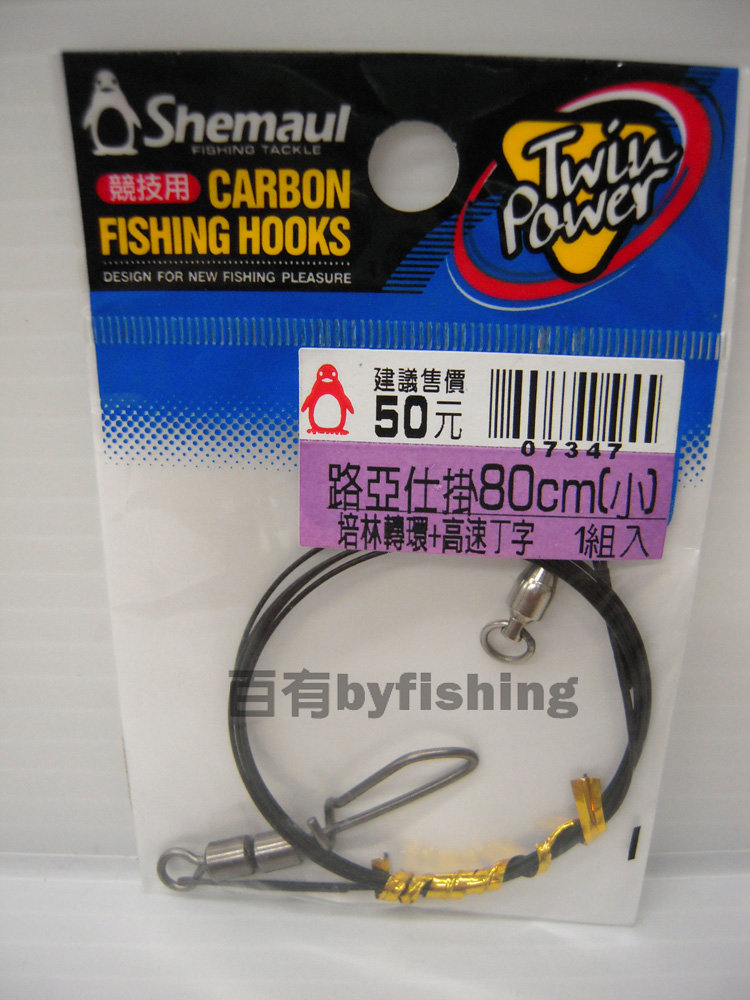 Shemaul
FISHING TACKLE
競技用 CARBON
FISHING HOOKS
DESIGN FOR NEW FISHING PLEASURE
Twin
Power
建議售價
50元
07347
路亞仕掛80cm(小)
培林轉環+高速丁字 1組入
百有byfishing